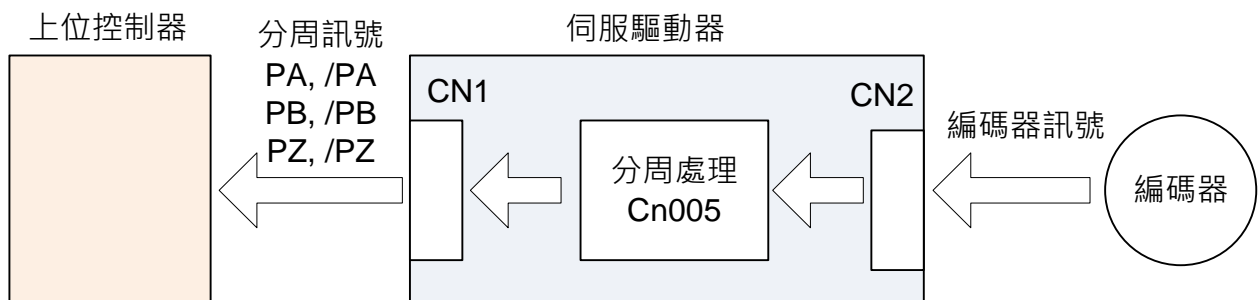 上位控制器
分周訊號
PA, /PA
PB, /PB
PZ, /PZ
伺服驅動器
CN1
分周處理
Cn005
CN2
編碼器訊號
編碼器